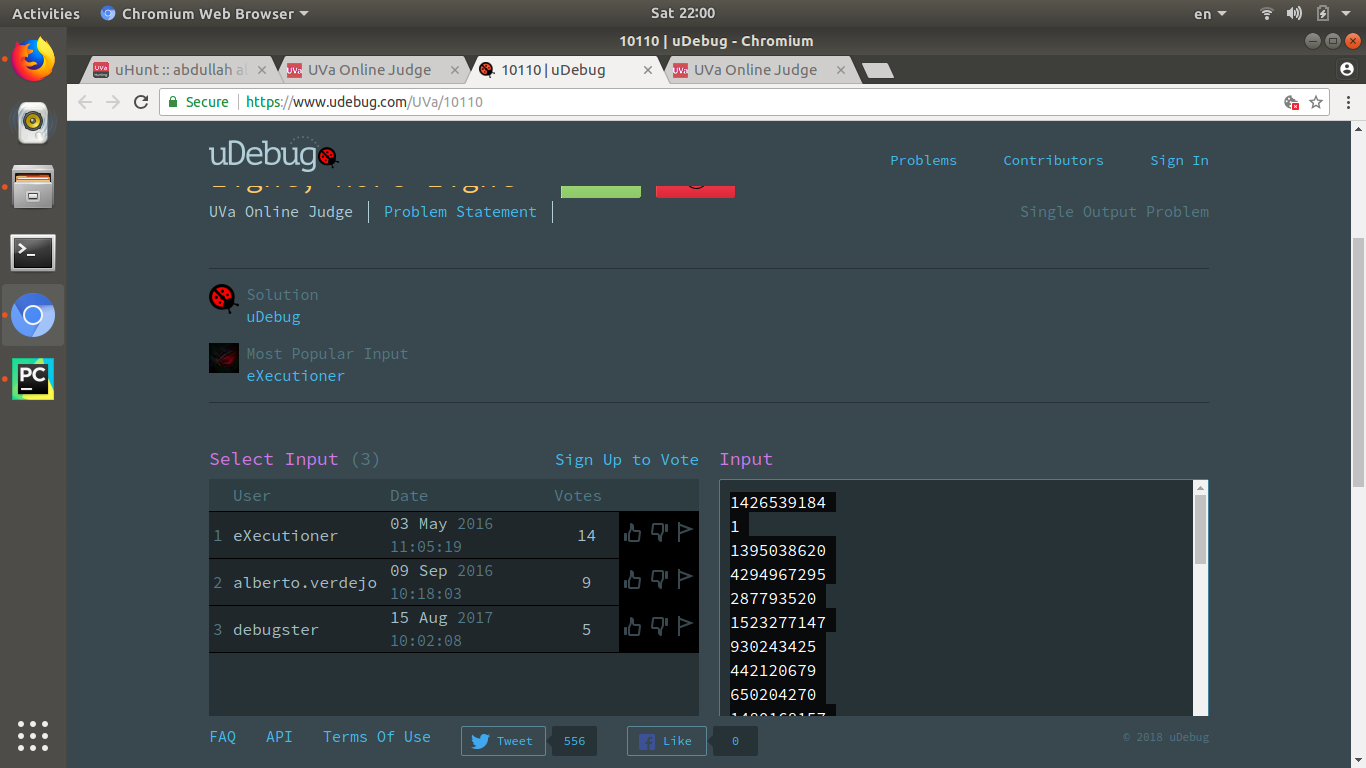 Activities
Chromium Web Browser
Sat 22:00
en
10110 | uDebug - Chromium
uHunt :: abdullah al
UVa Online Judge
10110 | uDebug
UVa Online Judge
Secure
https://www.udebug.com/UVa/10110
uDebug
Problems Contributors Sign In
Light, more Light
UVa Online Judge
Problem Statement
Single Output Problem
Solution
uDebug
Most Popular Input
eXecutioner
Select Input (3)
Sign Up to Vote
User Date Votes
1 eXecutioner 03 May 2016 11:05:19 14
2 alberto.verdejo 09 Sep 2016 10:18:03 9
3 debugster 15 Aug 2017 10:02:08 5
Input
1426539184
1
1395038620
4294967295
287793520
1523277147
930243425
442120679
650204270
FAQ API Terms Of Use
Tweet 556
Like 0
© 2018 uDebug
PC